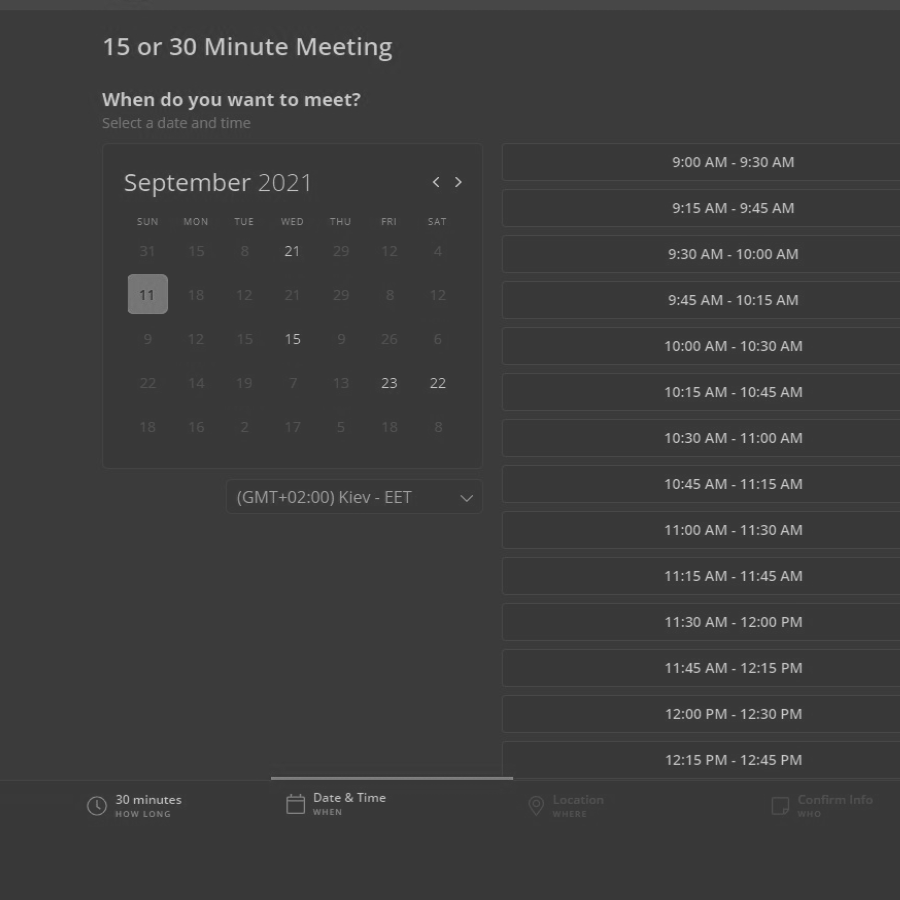 15 or 30 Minute Meeting
When do you want to meet?
Select a date and time
September 2021
SUN MON TUE WED THU FRI SAT
31 15 8 21 29 12 4
11 18 12 21 29 8 12
9 12 15 15 9 26 6
22 14 19 7 13 23 22
18 16 2 17 5 18 8
(GMT+02:00) Kiev - EET
9:00 AM - 9:30 AM
9:15 AM - 9:45 AM
9:30 AM - 10:00 AM
9:45 AM - 10:15 AM
10:00 AM - 10:30 AM
10:15 AM - 10:45 AM
10:30 AM - 11:00 AM
10:45 AM - 11:15 AM
11:00 AM - 11:30 AM
11:15 AM - 11:45 AM
11:30 AM - 12:00 PM
11:45 AM - 12:15 PM
12:00 PM - 12:30 PM
12:15 PM - 12:45 PM
30 minutes
HOW LONG
Date & Time
WHEN
Location
WHERE
Confirm Info
WHO